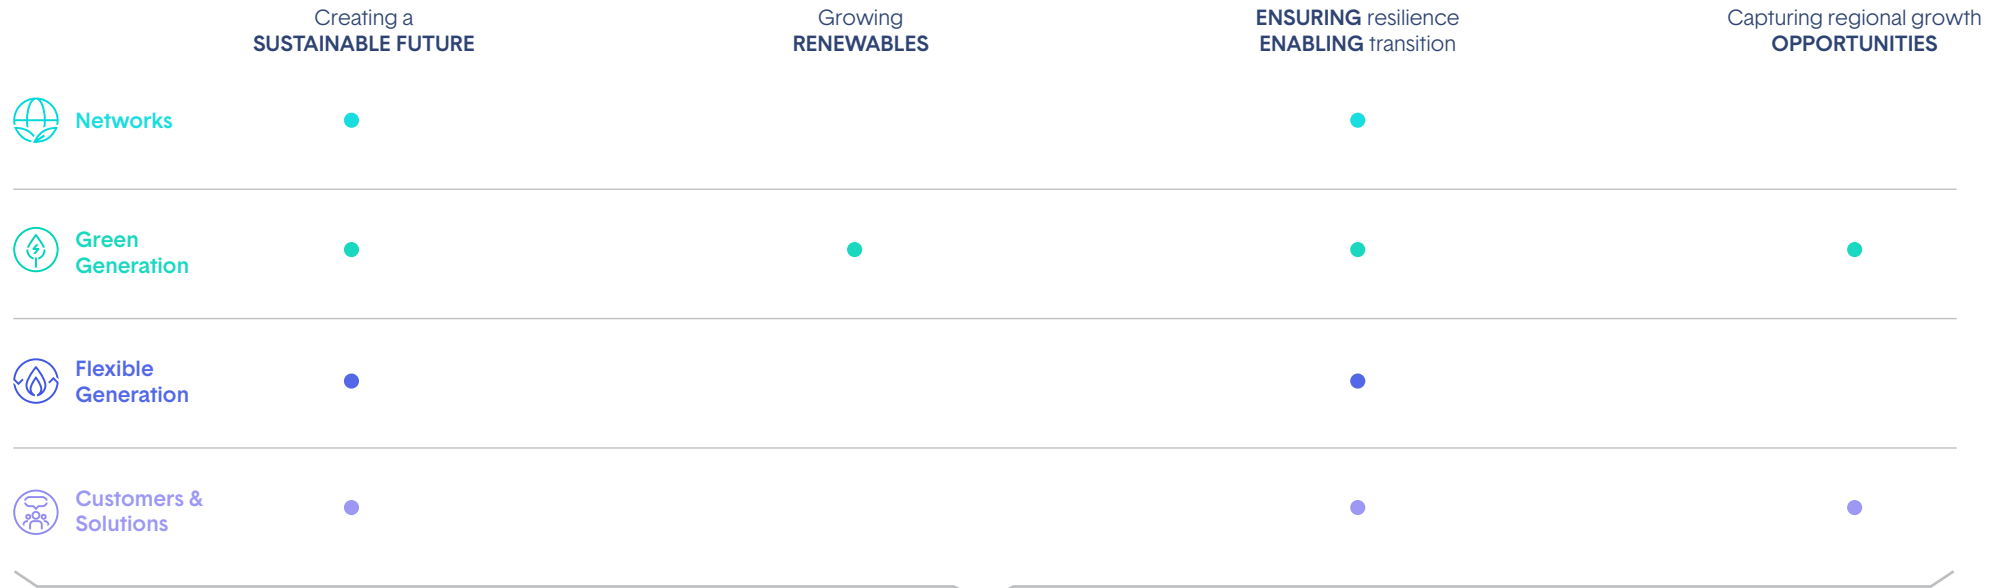 Creating a
SUSTAINABLE FUTURE
Growing
RENEWABLES
ENSURING resilience
ENABLING transition
Capturing regional growth
OPPORTUNITIES
Networks
Green
Generation
Flexible
Generation
Customers &
Solutions